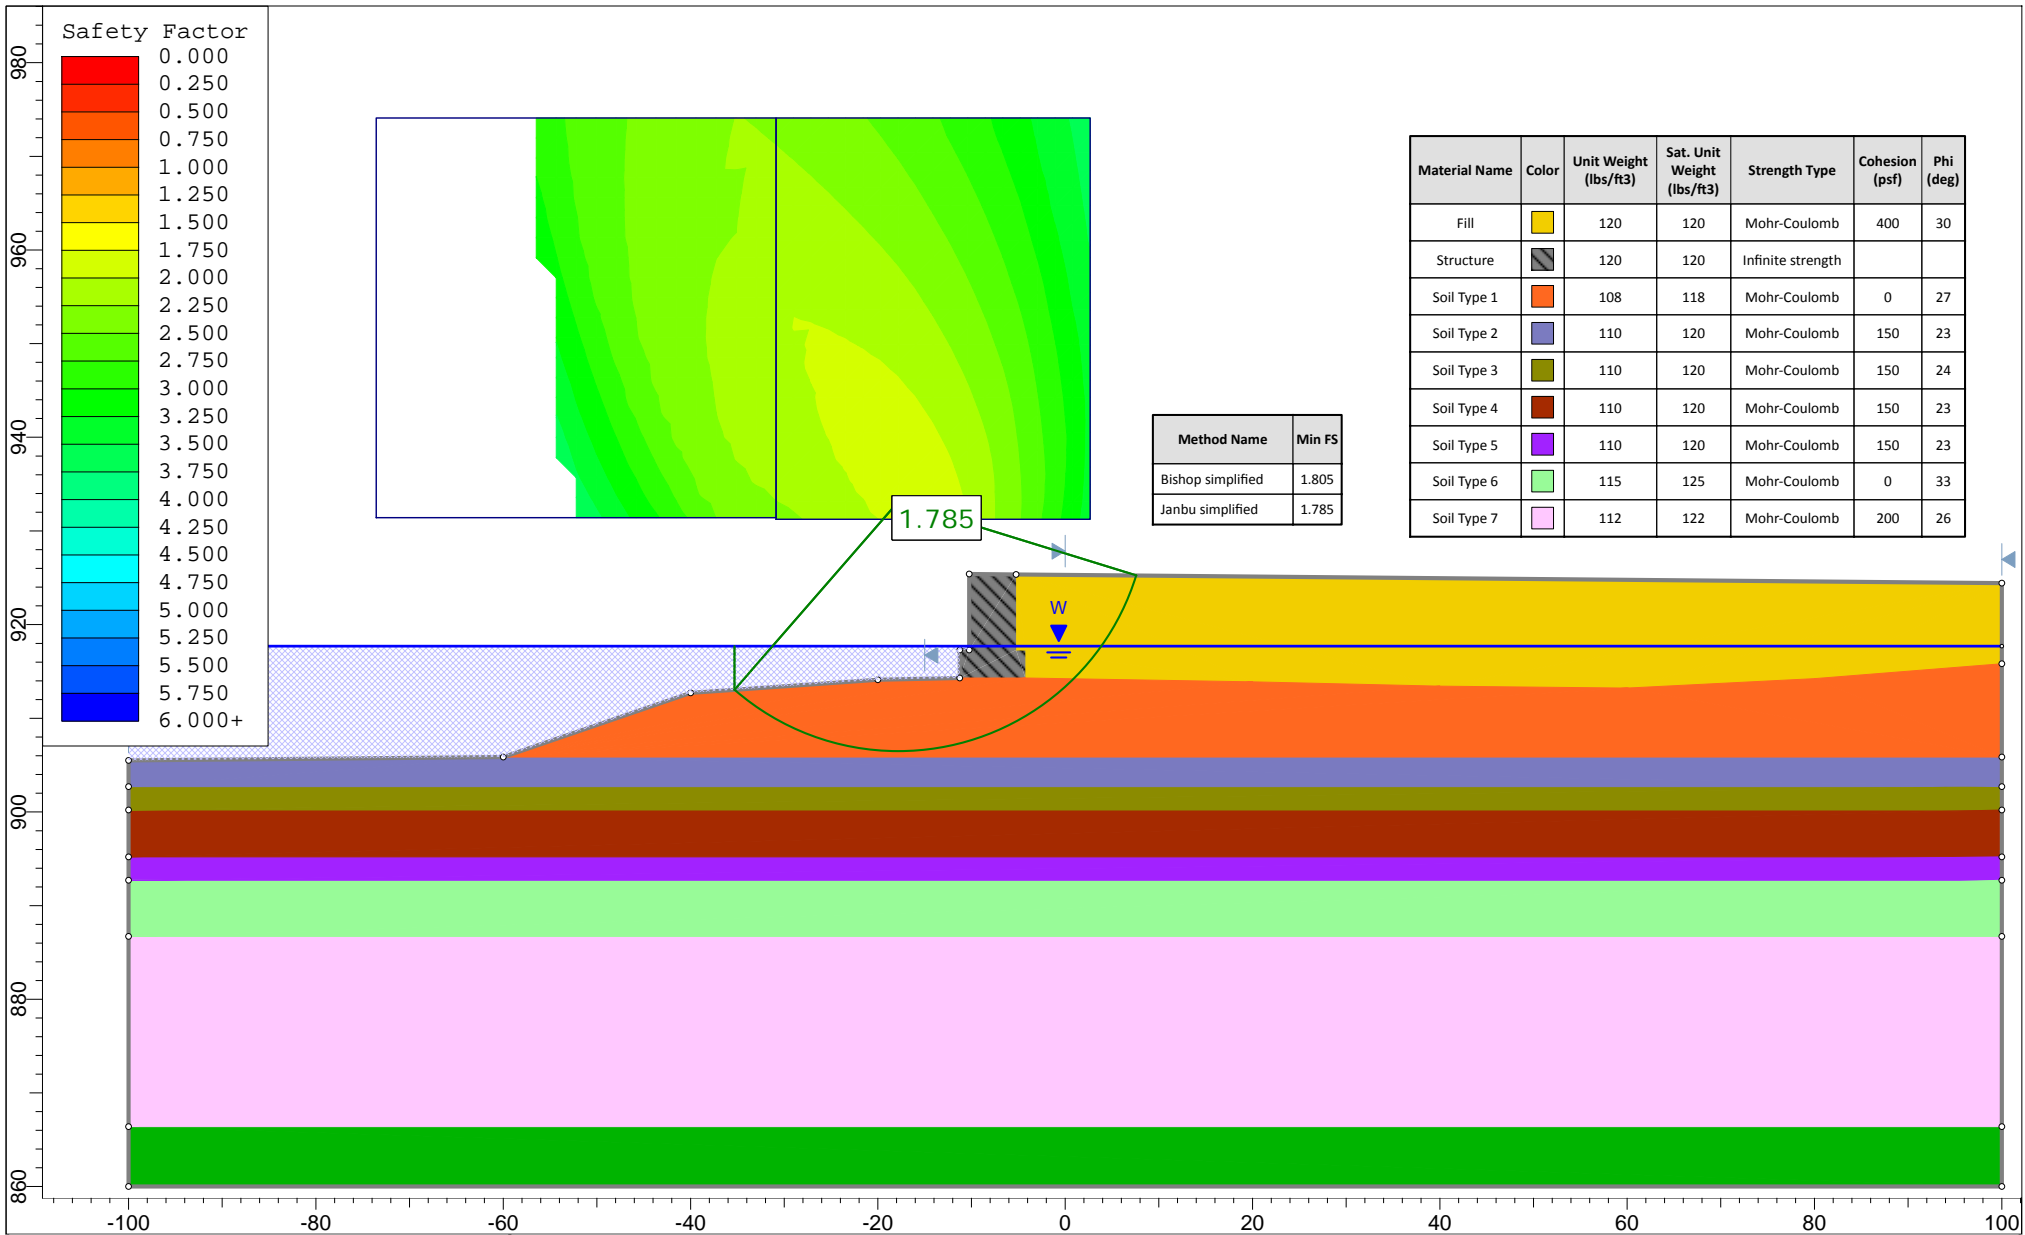 Safety Factor
0.000
0.250
0.500
0.750
1.000
1.250
1.500
1.750
2.000
2.250
2.500
2.750
3.000
3.250
3.500
3.750
4.000
4.250
4.500
4.750
5.000
5.250
5.500
5.750
6.000+
980
960
940
920
900
880
860
-100 -80 -60 -40 -20 0 20 40 60 80 100
1.785
W
Method Name Min FS
Bishop simplified 1.805
Janbu simplified 1.785
Material Name Color Unit Weight (lbs/ft3) Sat. Unit Weight (lbs/ft3) Strength Type Cohesion (psf) Phi (deg)
Fill 120 120 Mohr-Coulomb 400 30
Structure 120 120 Infinite strength
Soil Type 1 108 118 Mohr-Coulomb 0 27
Soil Type 2 110 120 Mohr-Coulomb 150 23
Soil Type 3 110 120 Mohr-Coulomb 150 24
Soil Type 4 110 120 Mohr-Coulomb 150 23
Soil Type 5 110 120 Mohr-Coulomb 150 23
Soil Type 6 115 125 Mohr-Coulomb 0 33
Soil Type 7 112 122 Mohr-Coulomb 200 26